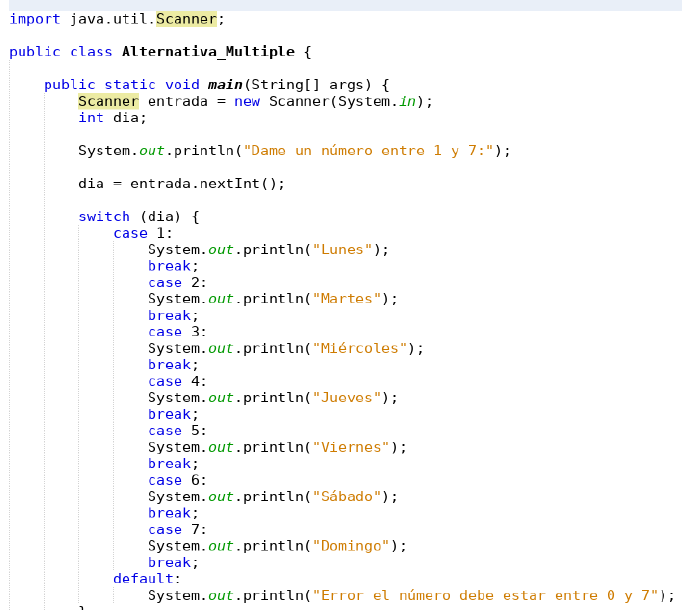 import java.util.Scanner;
public class Alternativa_Multiple {
public static void main(String[] args) {
Scanner entrada = new Scanner(System.in);
int dia;
System.out.println("Dame un número entre 1 y 7:");
dia = entrada.nextInt();
switch (dia) {
case 1:
System.out.println("Lunes");
break;
case 2:
System.out.println("Martes");
break;
case 3:
System.out.println("Miércoles");
break;
case 4:
System.out.println("Jueves");
break;
case 5:
System.out.println("Viernes");
break;
case 6:
System.out.println("Sábado");
break;
case 7:
System.out.println("Domingo");
break;
default:
System.out.println("Error el número debe estar entre 0 y 7");
}